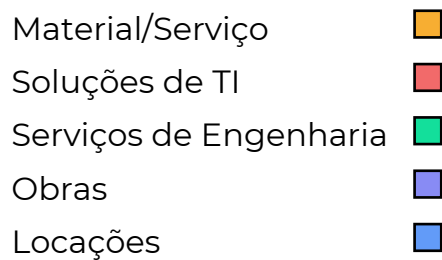 Material/Serviço
Soluções de TI
Serviços de Engenharia
Obras
Locações